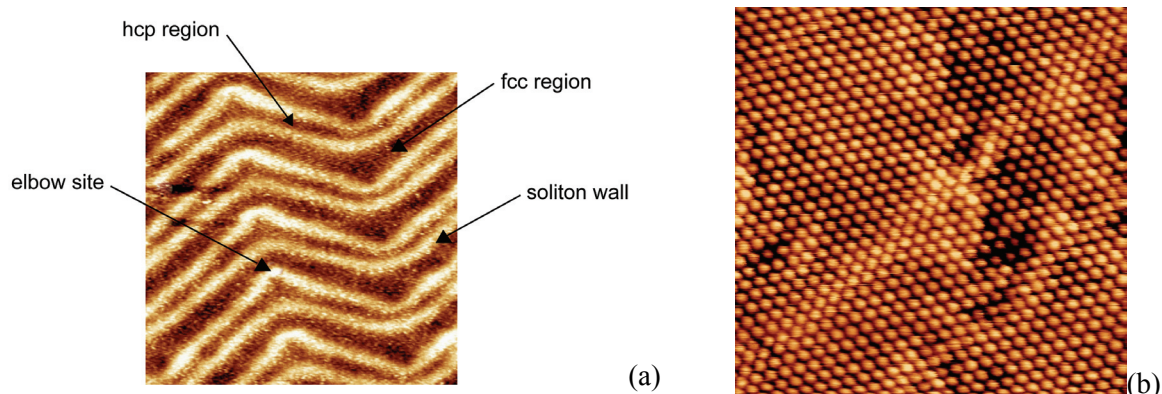 hcp region
fcc region
elbow site
soliton wall
(a)
(b)